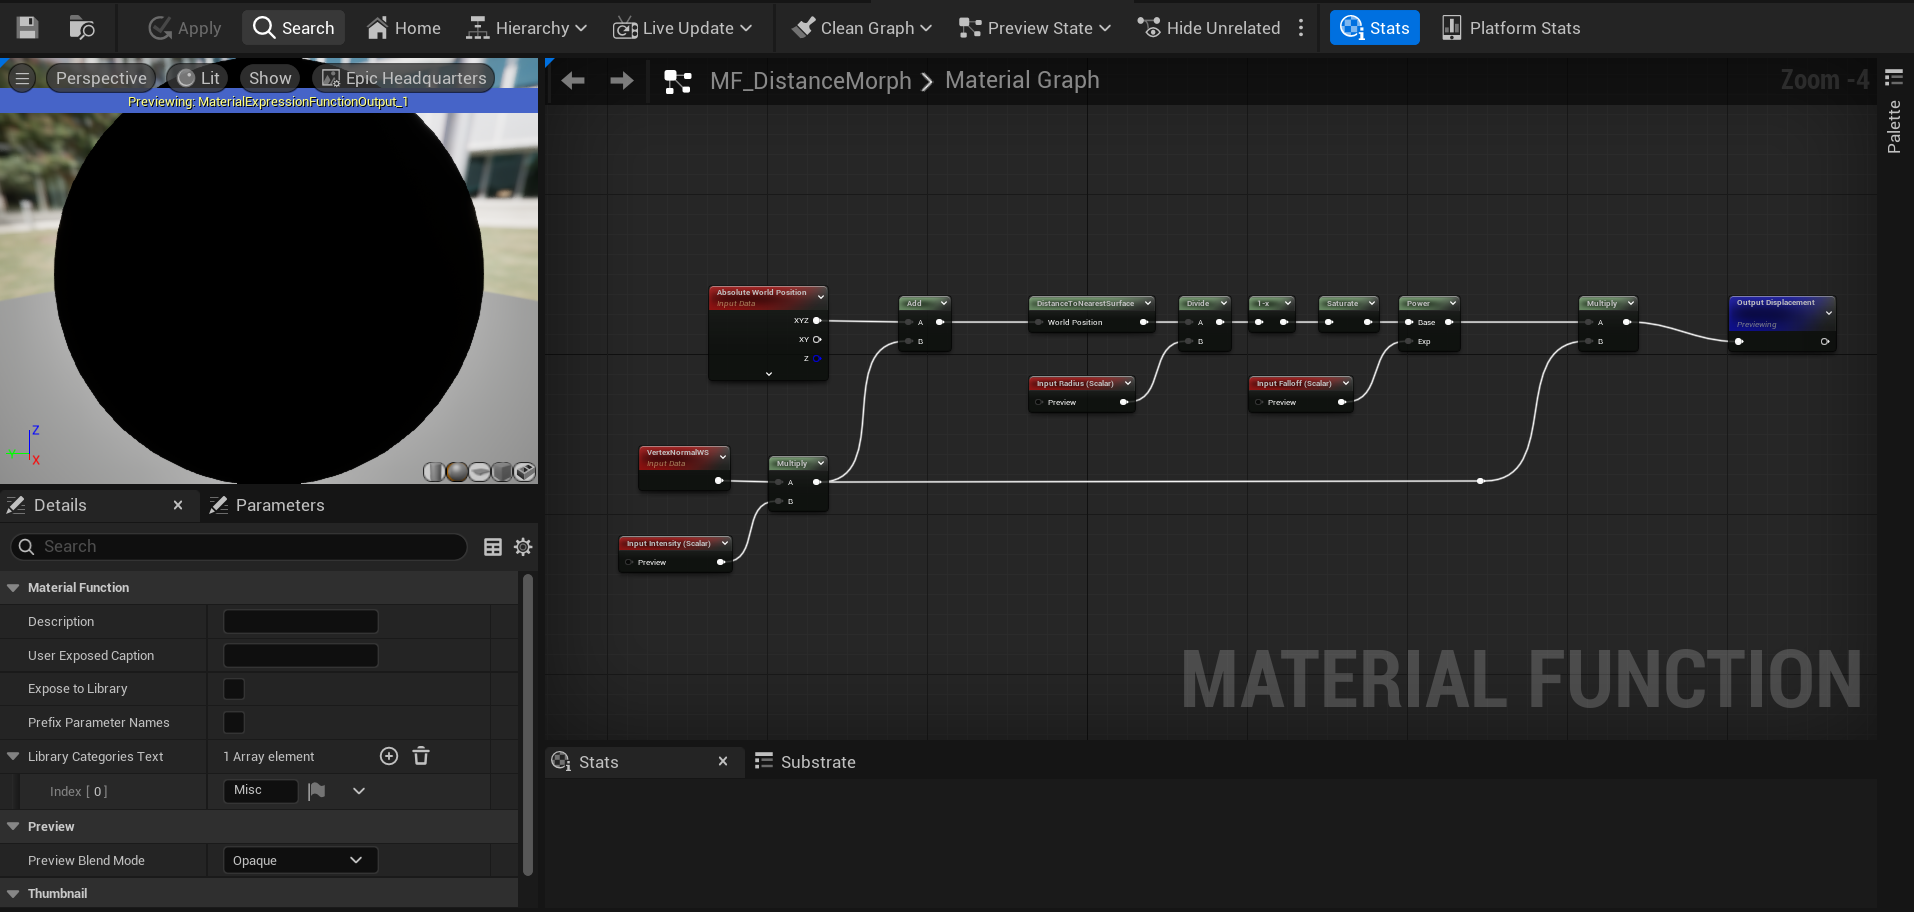 Apply
Search
Home
Hierarchy
Live Update
Clean Graph
Preview State
Hide Unrelated
Stats
Platform Stats
Perspective
Lit
Show
Epic Headquarters
Previewing: MaterialExpressionFunctionOutput_1
Z
Y
X
MF_DistanceMorph
Material Graph
Zoom -4
Palette
Absolute World Position
Input Data
XYZ
XY
Z
Add
A
B
DistanceToNearestSurface
World Position
Divide
A
B
1-x
Saturate
Power
Base
Exp
Multiply
A
B
Output Displacement
Previewing
Input Radius (Scalar)
Preview
Input Falloff (Scalar)
Preview
VertexNormalWS
Input Data
Multiply
A
B
Input Intensity (Scalar)
Preview
MATERIAL FUNCTION
Details
Parameters
Search
Material Function
Description
User Exposed Caption
Expose to Library
Prefix Parameter Names
Library Categories Text
1 Array element
Index [ 0 ]
Misc
Preview
Preview Blend Mode
Opaque
Thumbnail
Stats
Substrate